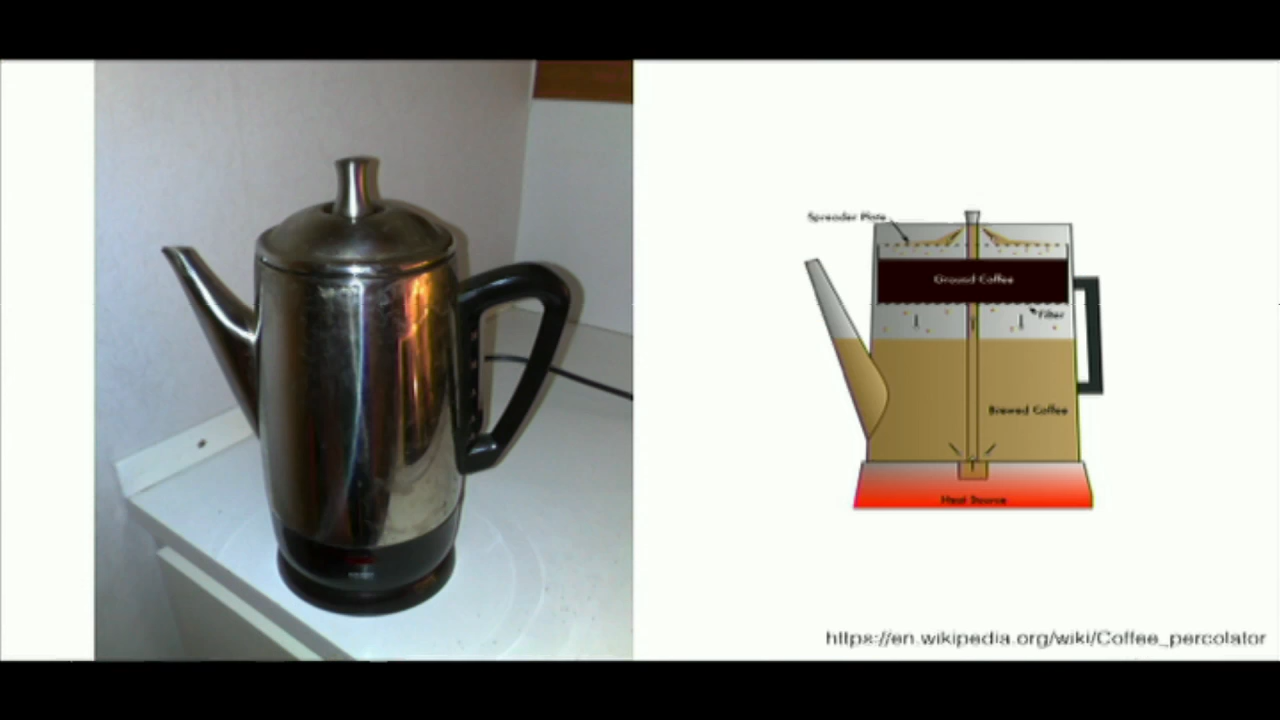 Spreader Plate
Ground Coffee
Filter
Brewed Coffee
Heat Source
https://en.wikipedia.org/wiki/Coffee_percolator